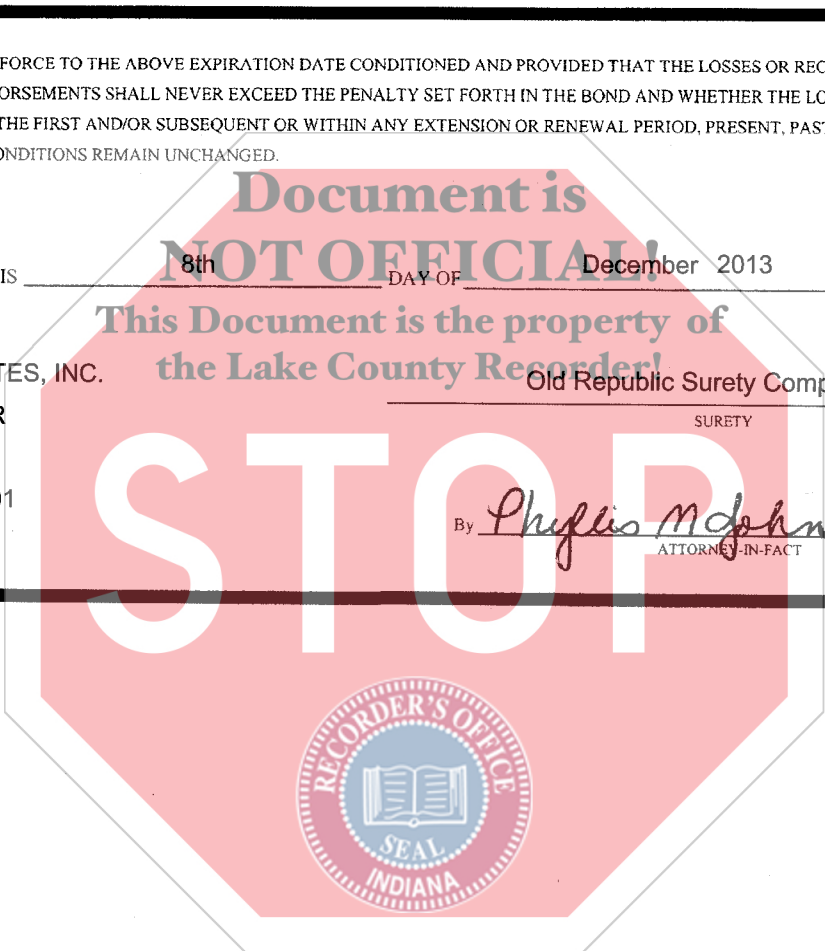 FORCE TO THE ABOVE EXPIRATION DATE CONDITIONED AND PROVIDED THAT THE LOSSES OR REC
ORSEMENTS SHALL NEVER EXCEED THE PENALTY SET FORTH IN THE BOND AND WHETHER THE LO
THE FIRST AND/OR SUBSEQUENT OR WITHIN ANY EXTENSION OR RENEWAL PERIOD, PRESENT, PAST
ONDITIONS REMAIN UNCHANGED.
Document is
NOT OFFICIAL!
IS 8th DAY OF December 2013
This Document is the property of
the Lake County Recorder!
TES, INC.
Old Republic Surety Comp
R
SURETY
01
STOP
By Phyllis M John
ATTORNEY-IN-FACT
RECORDER'S OFFICE
SEAL
INDIANA